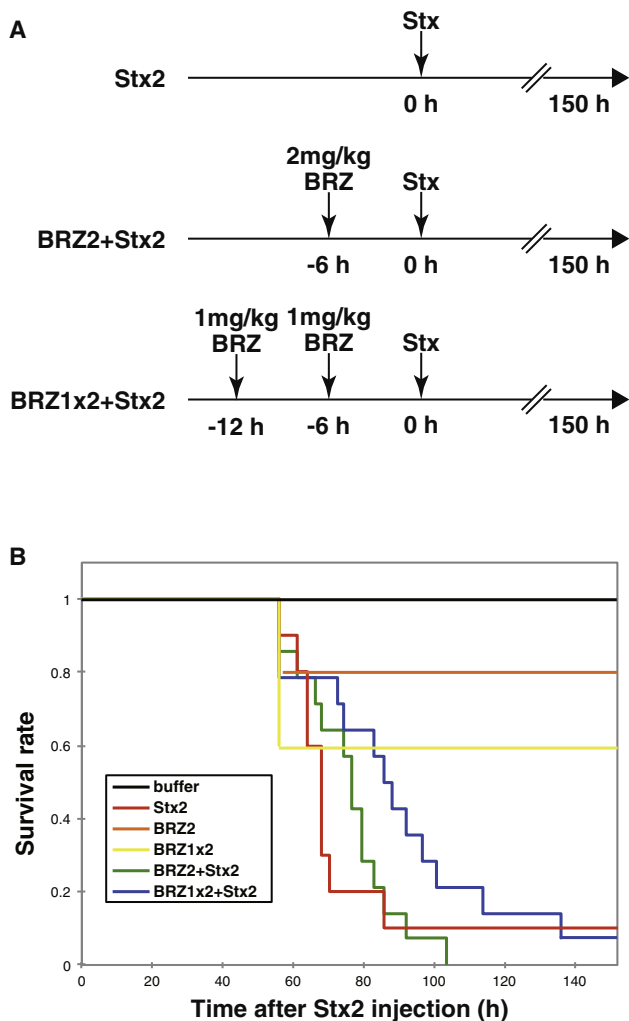 A
Stx
Stx2
0 h
150 h
2mg/kg
BRZ
Stx
BRZ2+Stx2
-6 h
0 h
150 h
1mg/kg
BRZ
1mg/kg
BRZ
Stx
BRZ1x2+Stx2
-12 h
-6 h
0 h
150 h
B
Survival rate
1
0.8
0.6
0.4
0.2
0
buffer
Stx2
BRZ2
BRZ1x2
BRZ2+Stx2
BRZ1x2+Stx2
0 20 40 60 80 100 120 140
Time after Stx2 injection (h)